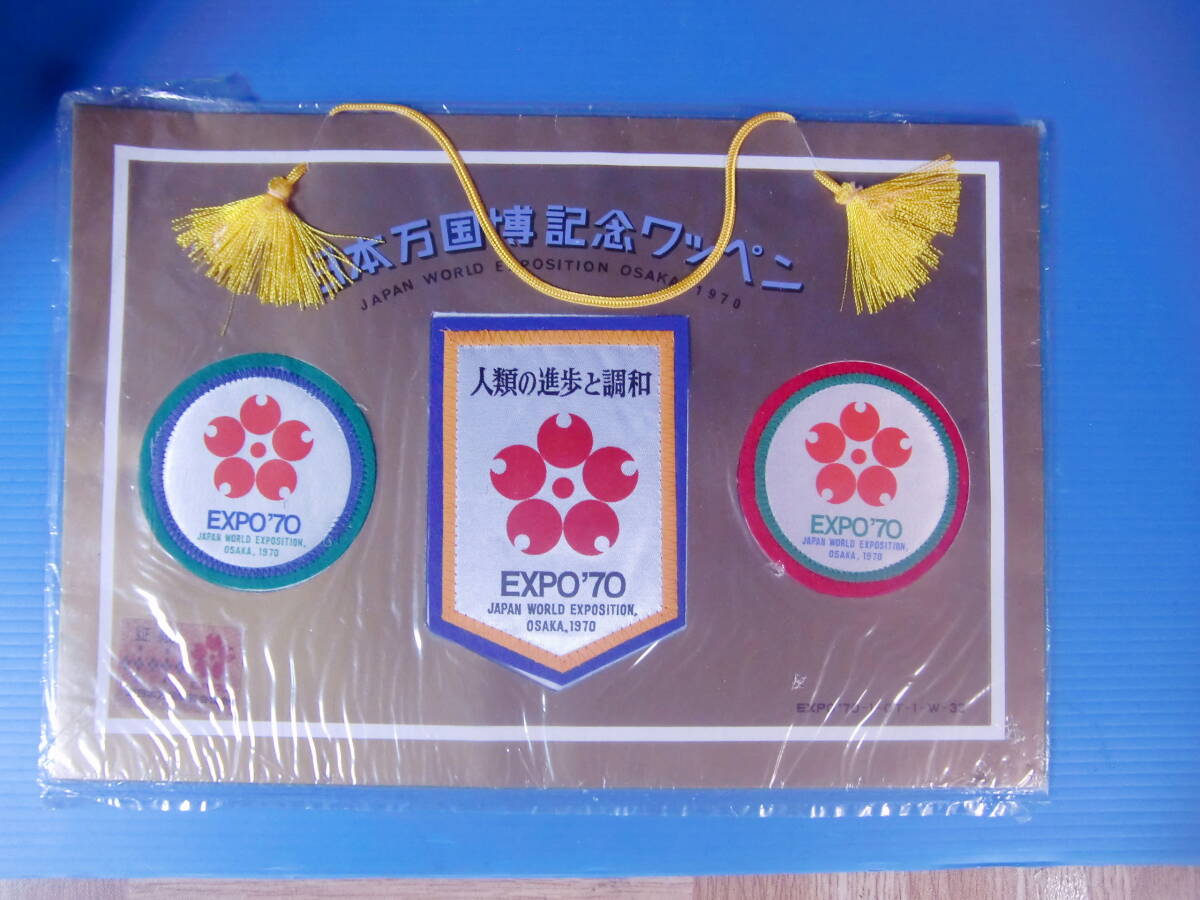 日本万国博記念ワッペン
JAPAN WORLD EXPOSITION OSAKA, 1970
人類の進歩と調和
EXPO'70
JAPAN WORLD EXPOSITION,
OSAKA, 1970
EXPO'70
JAPAN WORLD EXPOSITION,
OSAKA, 1970
EXPO'70
JAPAN WORLD EXPOSITION,
OSAKA, 1970